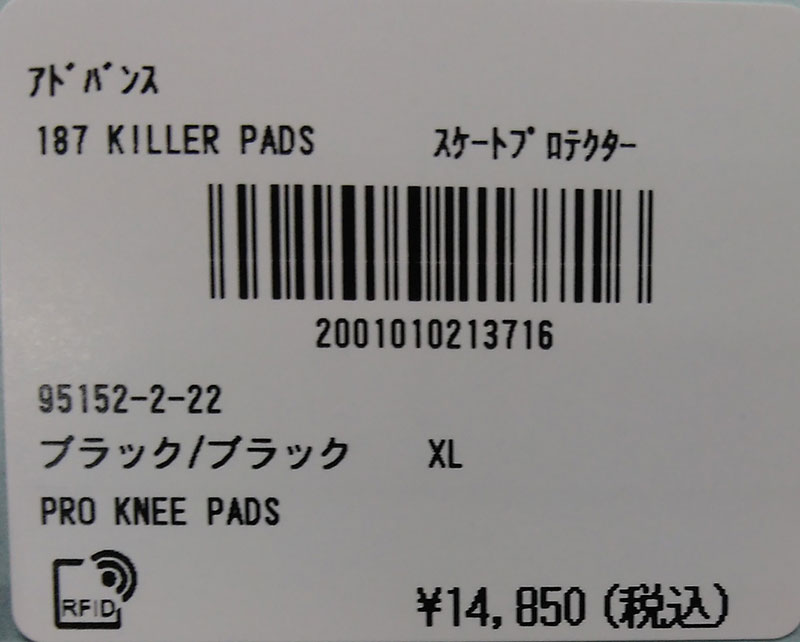 ｱﾄﾞﾊﾞﾝｽ
187 KILLER PADS ｽｹｰﾄﾌﾟﾛﾃｸﾀｰ
2001010213716
95152-2-22
ブラック/ブラック XL
PRO KNEE PADS
RFID
¥14,850(税込)